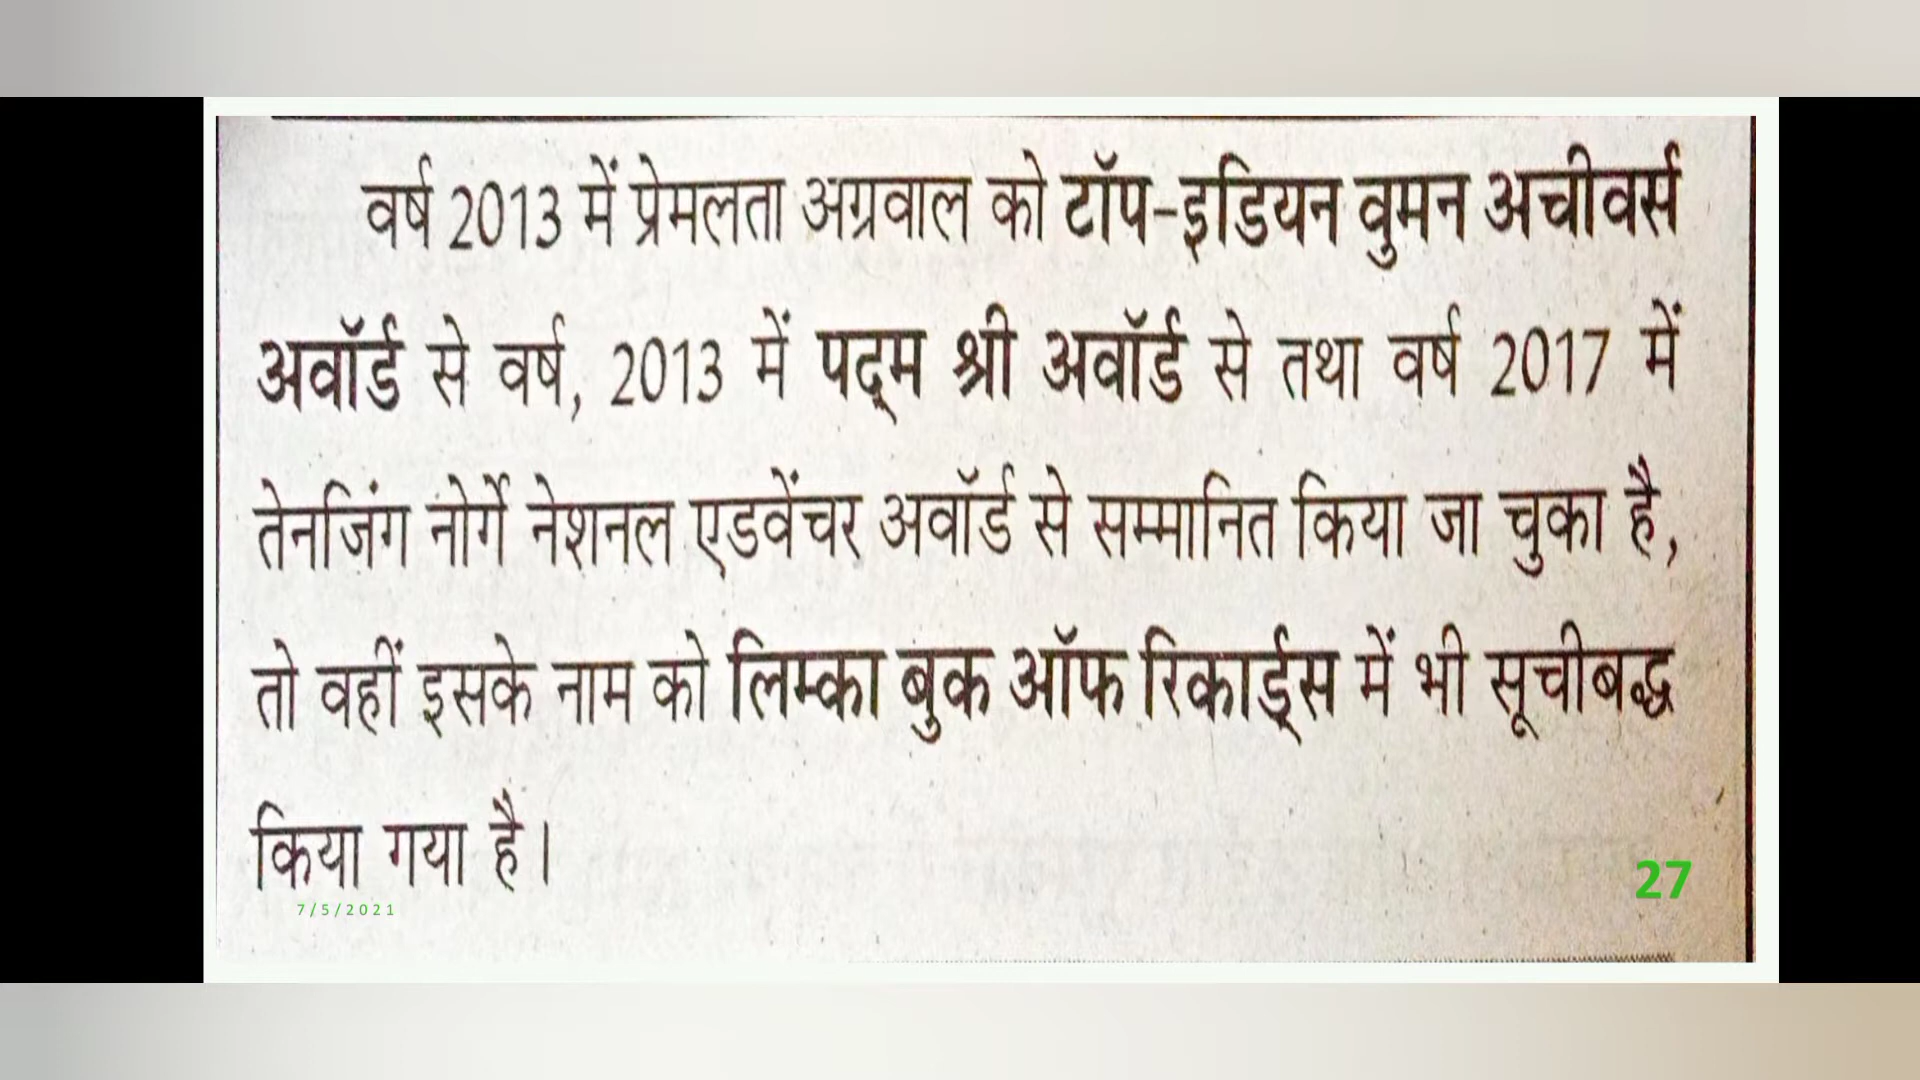 वर्ष 2013 में प्रेमलता अग्रवाल को टॉप-इडियन वुमन अचीवर्स
अवॉर्ड से वर्ष, 2013 में पद्म श्री अवॉर्ड से तथा वर्ष 2017 में
तेनजिंग नोर्गे नेशनल एडवेंचर अवॉर्ड से सम्मानित किया जा चुका है,
तो वहीं इसके नाम को लिम्का बुक ऑफ रिकार्ड्स में भी सूचीबद्ध
किया गया है।
27
7/5/2021